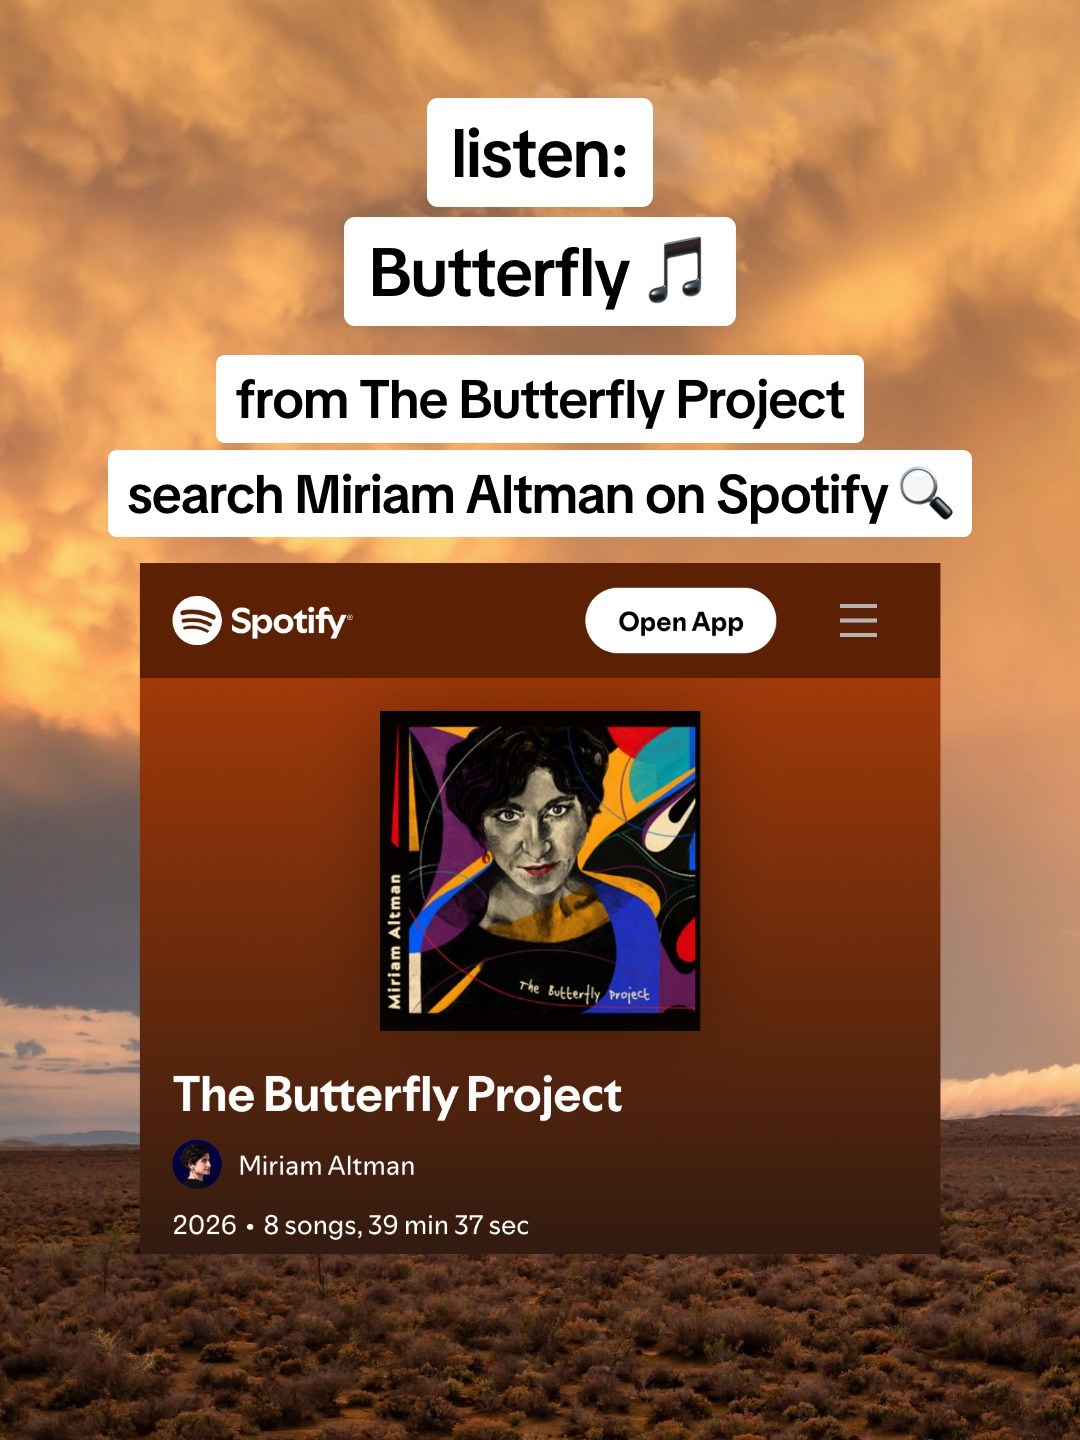 listen:
Butterfly 🎵
from The Butterfly Project
search Miriam Altman on Spotify 🔍
Spotify®
Open App
Miriam Altman
The Butterfly Project
The Butterfly Project
Miriam Altman
2026 • 8 songs, 39 min 37 sec